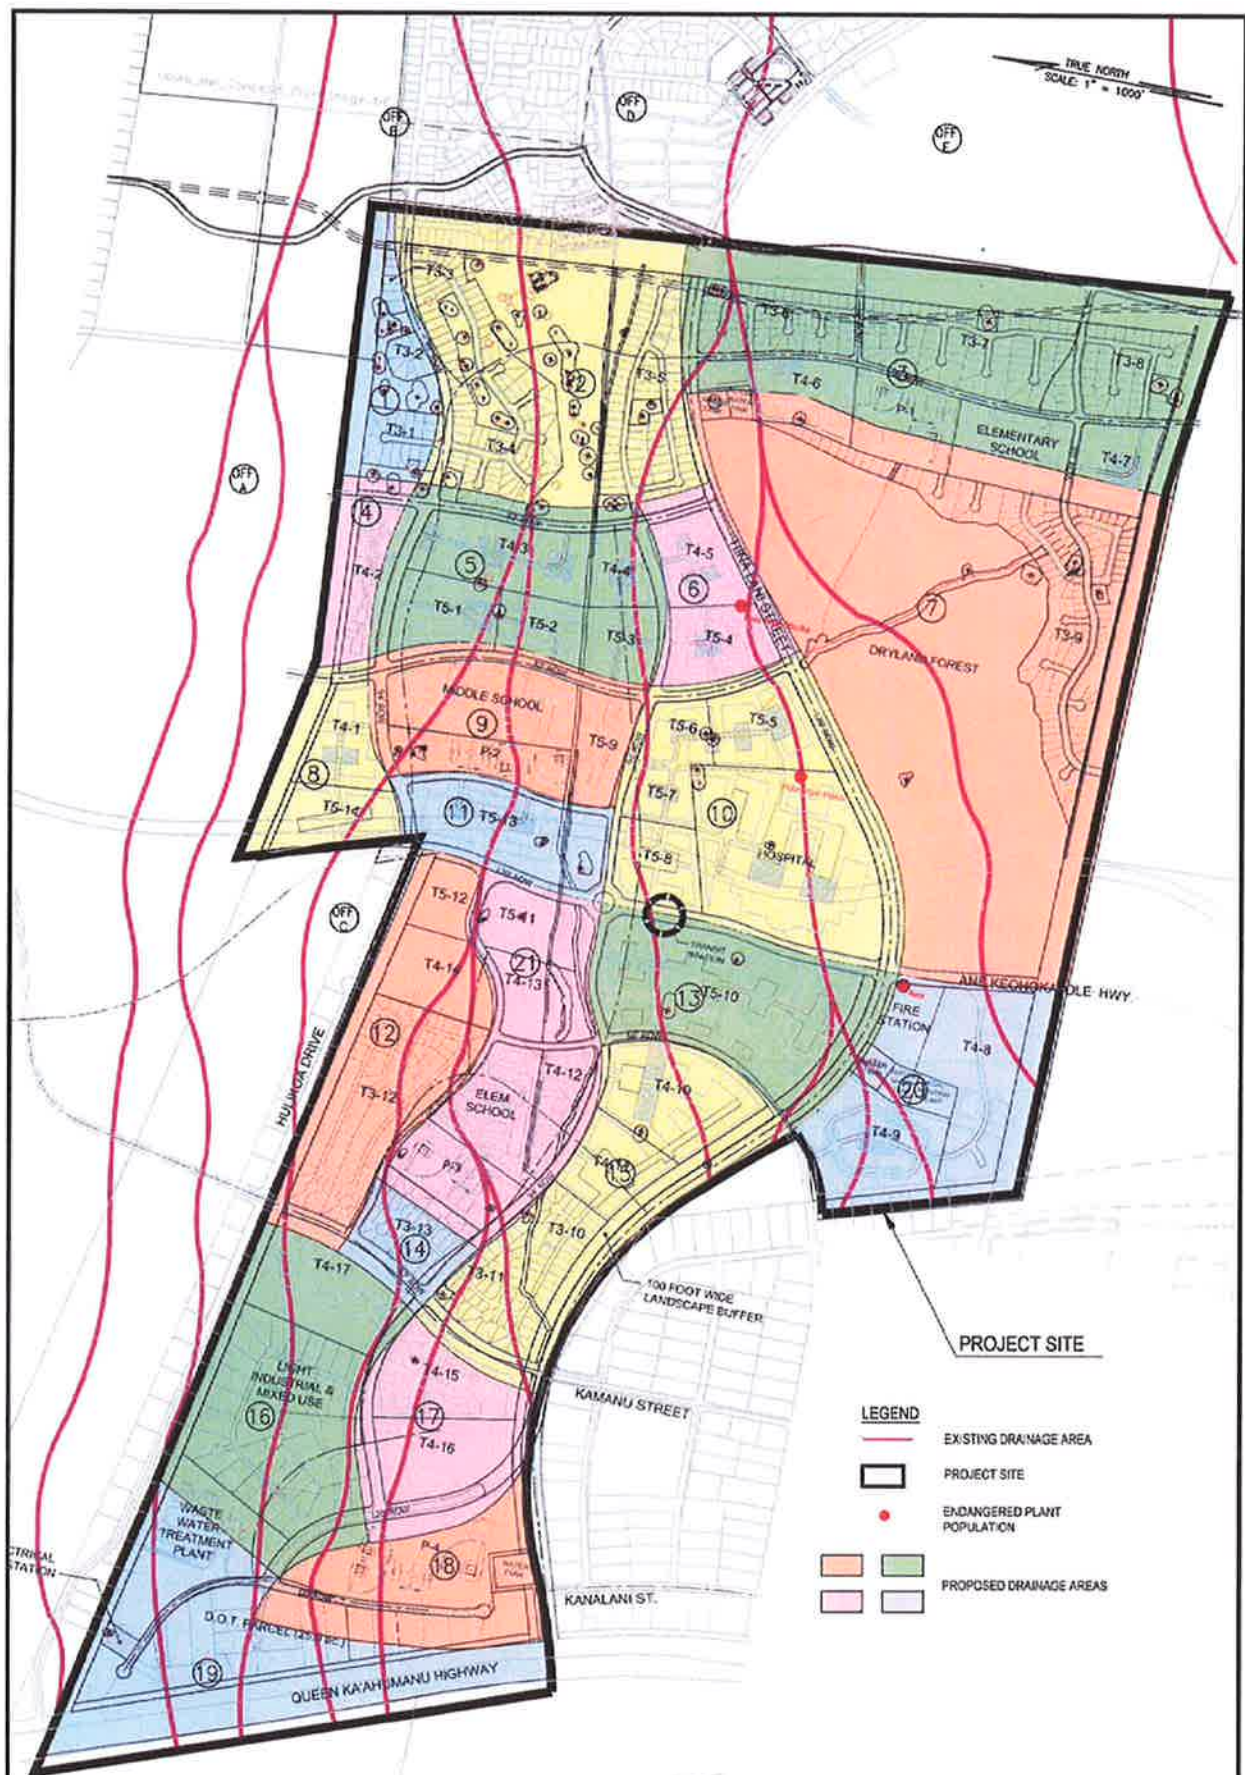 TRUE NORTH
SCALE: 1" = 1000'
OFF
B
OFF
D
OFF
E
T3-3
T3-6
T3-7
T3-8
T3-2
2
T3-5
T4-6
P-1
ELEMENTARY
SCHOOL
T3-1
T3-4
T4-7
OFF
A
4
T4-3
T4-5
HIKALANI STREET
5
T4-4
T4-2
6
7
T5-1
T5-2
T5-3
T5-4
T3-9
DRYLAND FOREST
MIDDLE SCHOOL
9
T5-9
T5-6
T5-5
T4-1
P-2
8
T5-7
10
T5-14
11
T5-13
T5-8
HOSPITAL
T5-12
OFF
C
T5-11
TRANSIT
STATION
21
T4-14
T4-13
13
T5-10
ANE KEOHOKALOLE HWY.
FIRE
STATION
T4-8
12
HULIKOA DRIVE
T4-12
T4-10
20
ELEM
SCHOOL
T3-12
T4-9
P-3
15
T3-13
14
T3-10
T4-17
T3-11
100 FOOT WIDE
LANDSCAPE BUFFER
PROJECT SITE
T4-15
LIGHT
INDUSTRIAL &
MIXED USE
KAMANU STREET
16
17
T4-16
LEGEND
EXISTING DRAINAGE AREA
PROJECT SITE
ENDANGERED PLANT
POPULATION
PROPOSED DRAINAGE AREAS
WASTE
WATER
TREATMENT
PLANT
P-4
18
KANALANI ST.
D.O.T. PARCEL
19
QUEEN KA'AHUMANU HIGHWAY